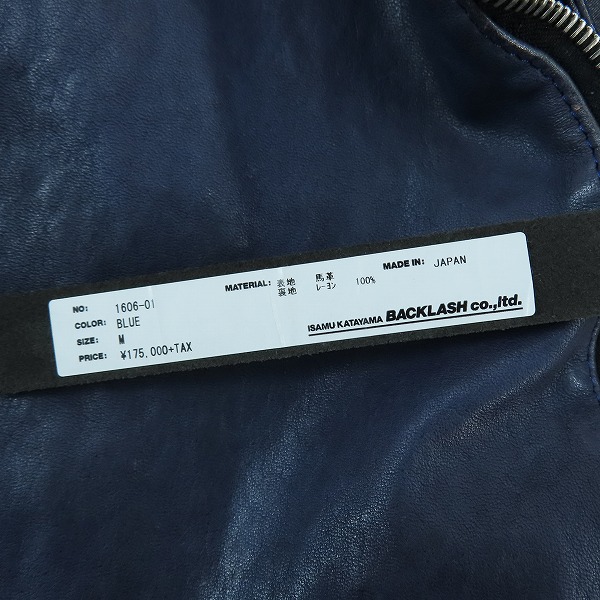 NO: 1606-01
COLOR: BLUE
SIZE: M
PRICE: ¥175,000+TAX
MATERIAL: 表地 馬革
裏地 レーヨン 100%
MADE IN: JAPAN
ISAMU KATAYAMA BACKLASH co.,ltd.